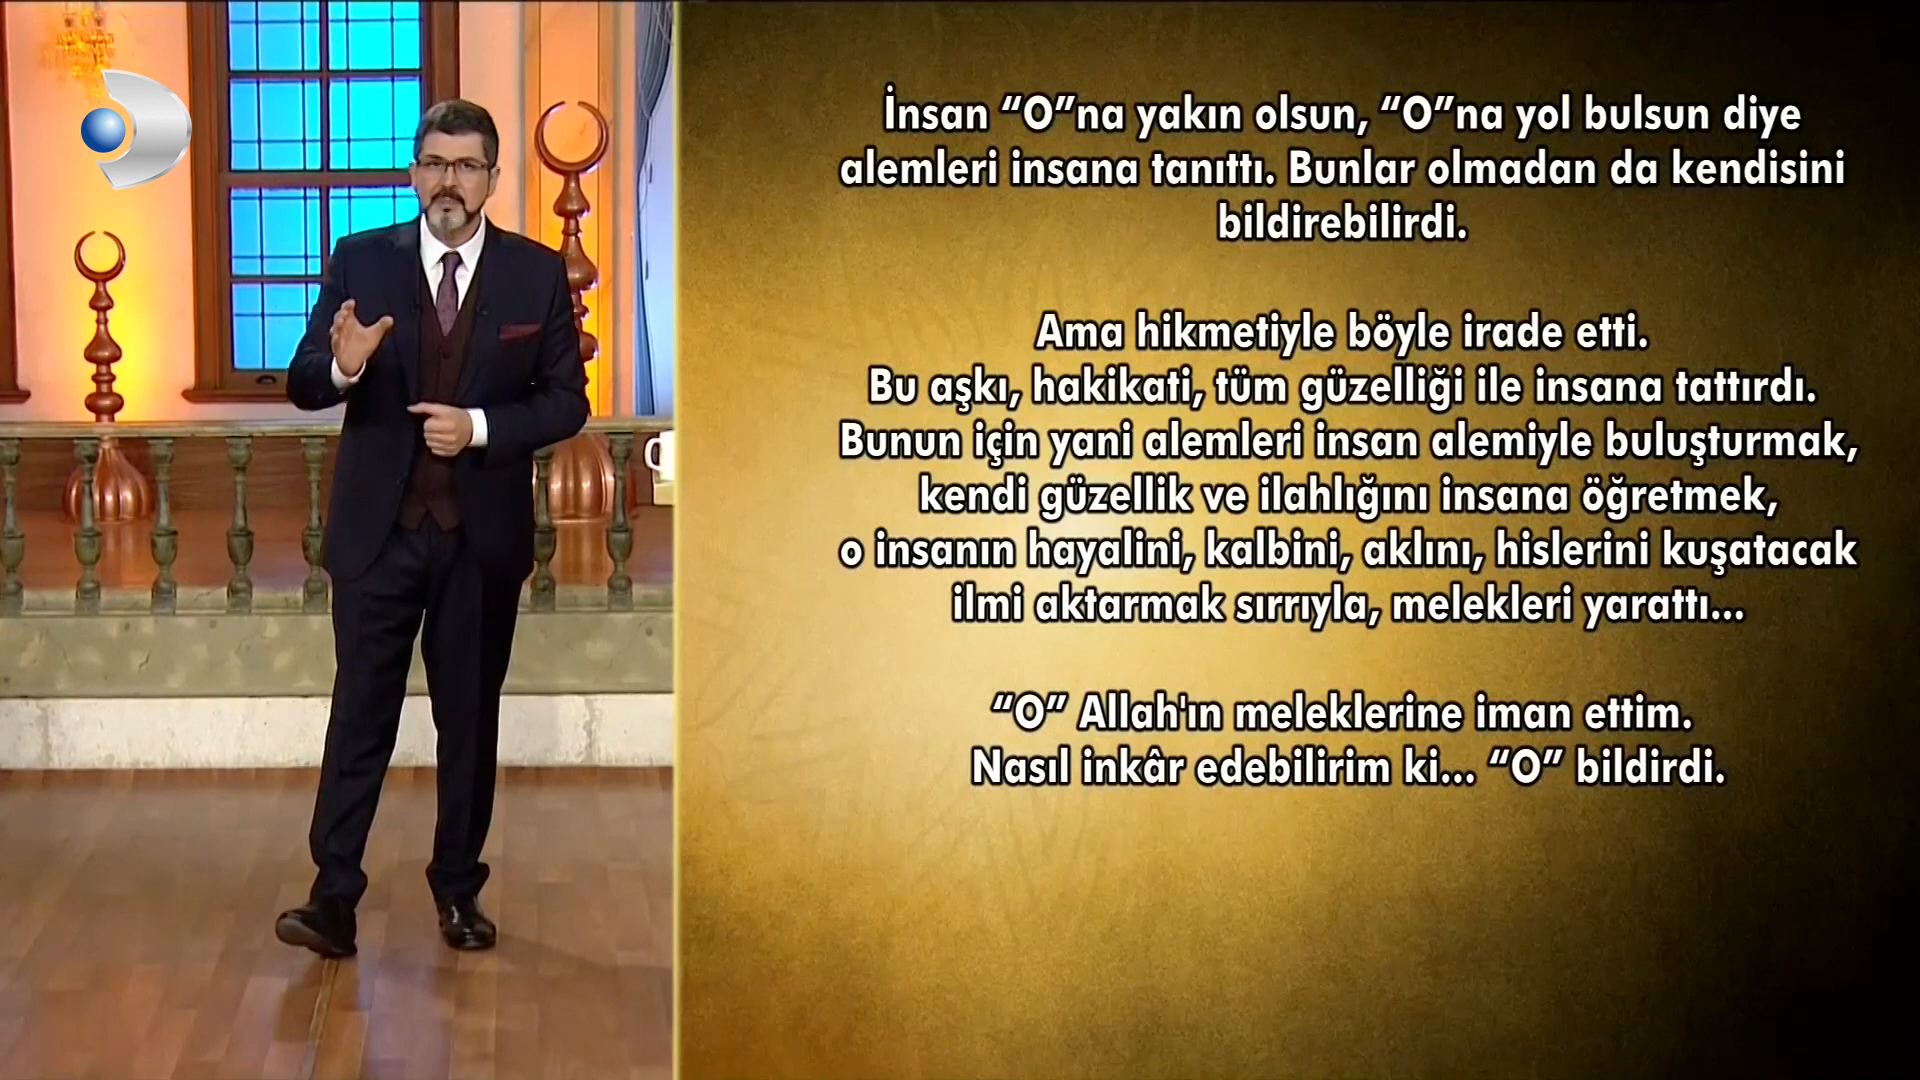 İnsan “O”na yakın olsun, “O”na yol bulsun diye
alemleri insana tanıttı. Bunlar olmadan da kendisini
bildirebilirdi.
Ama hikmetiyle böyle irade etti.
Bu aşkı, hakikati, tüm güzelliği ile insana tattırdı.
Bunun için yani alemleri insan alemiyle buluşturmak,
kendi güzellik ve ilahlığını insana öğretmek,
o insanın hayalini, kalbini, aklını, hislerini kuşatacak
ilmi aktarmak sırrıyla, melekleri yarattı...
“O” Allah'ın meleklerine iman ettim.
Nasıl inkâr edebilirim ki... “O” bildirdi.